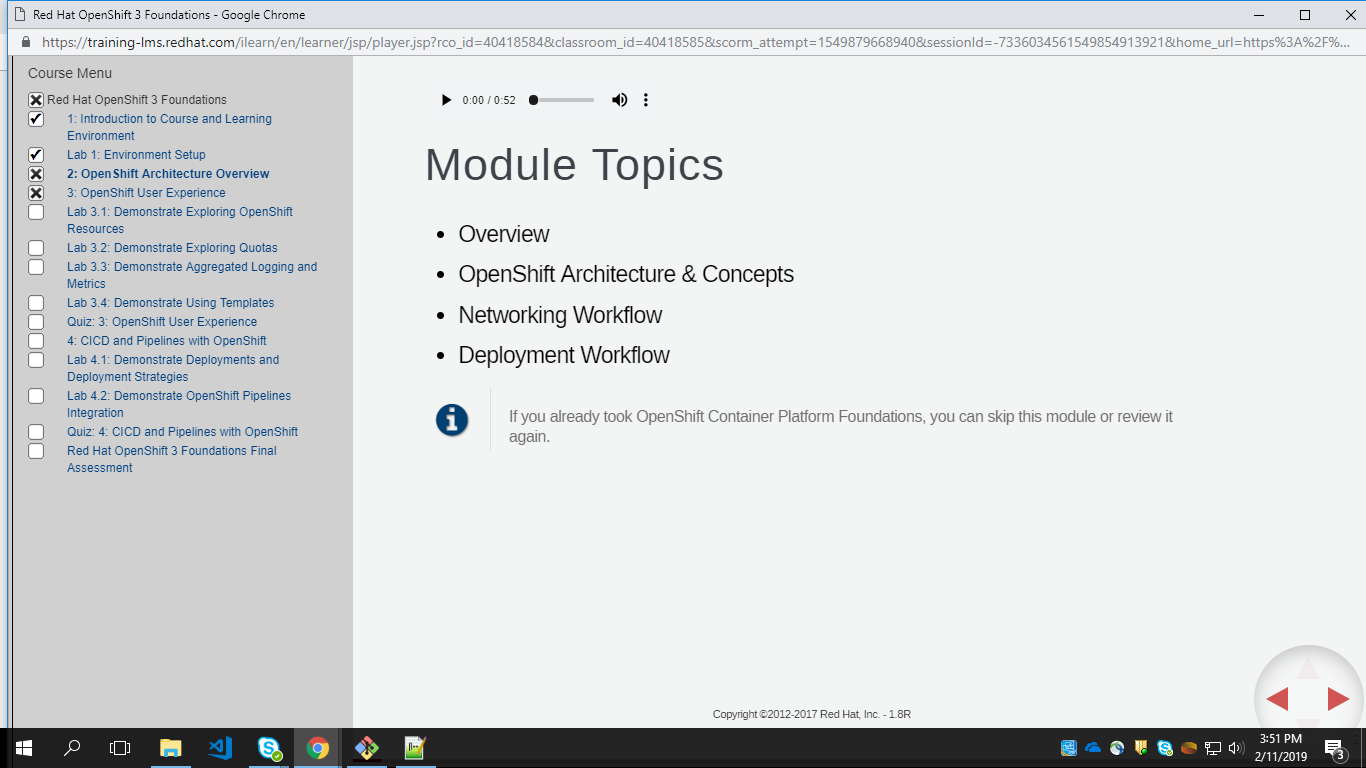 Red Hat OpenShift 3 Foundations - Google Chrome
https://training-lms.redhat.com/ilearn/en/learner/jsp/player.jsp?rco_id=40418584&classroom_id=40418585&scorm_attempt=1549879668940&sessionId=-7336034561549854913921&home_url=https%3A%2F%...
Course Menu
Red Hat OpenShift 3 Foundations
1: Introduction to Course and Learning
Environment
Lab 1: Environment Setup
2: OpenShift Architecture Overview
3: OpenShift User Experience
Lab 3.1: Demonstrate Exploring OpenShift
Resources
Lab 3.2: Demonstrate Exploring Quotas
Lab 3.3: Demonstrate Aggregated Logging and
Metrics
Lab 3.4: Demonstrate Using Templates
Quiz: 3: OpenShift User Experience
4: CICD and Pipelines with OpenShift
Lab 4.1: Demonstrate Deployments and
Deployment Strategies
Lab 4.2: Demonstrate OpenShift Pipelines
Integration
Quiz: 4: CICD and Pipelines with OpenShift
Red Hat OpenShift 3 Foundations Final
Assessment
0:00 / 0:52
Module Topics
• Overview
• OpenShift Architecture & Concepts
• Networking Workflow
• Deployment Workflow
If you already took OpenShift Container Platform Foundations, you can skip this module or review it
again.
Copyright ©2012-2017 Red Hat, Inc. - 1.8R
3:51 PM
2/11/2019
3